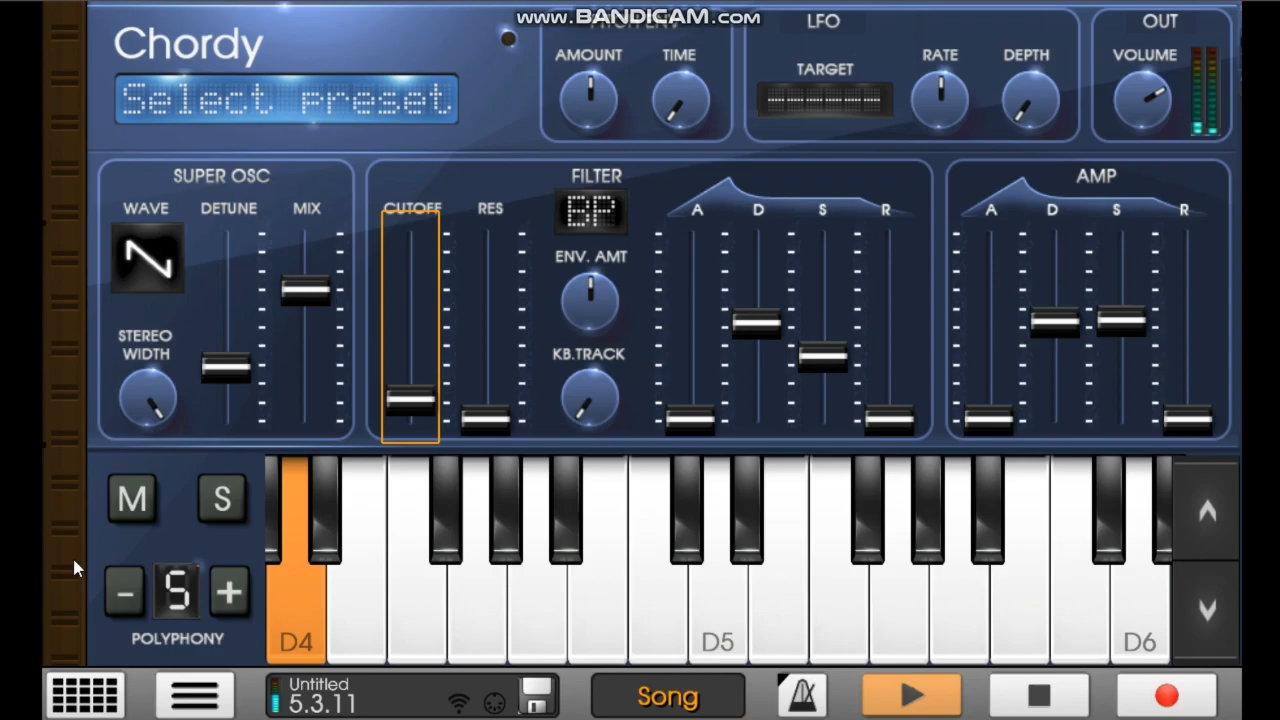 www.BANDICAM.com
Chordy
Select preset
PITCH ENV
AMOUNT TIME
LFO
TARGET
RATE DEPTH
OUT
VOLUME
SUPER OSC
WAVE DETUNE MIX
STEREO
WIDTH
FILTER
CUTOFF RES
BP
ENV. AMT
KB.TRACK
A D S R
AMP
A D S R
M S
- 5 +
POLYPHONY
D4 D5 D6
Untitled
5.3.11
Song